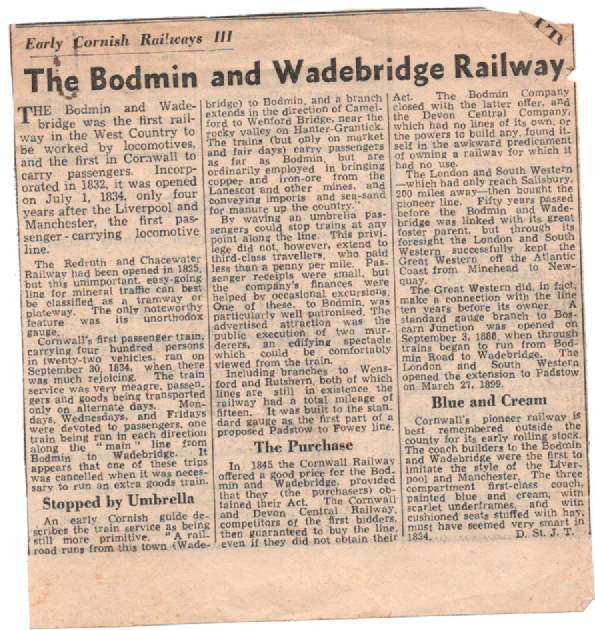 Early Cornish Railways III
The Bodmin and Wadebridge Railway
THE Bodmin and Wade-
bridge was the first rail-
way in the West Country to
be worked by locomotives,
and the first in Cornwall to
carry passengers. Incorp-
orated in 1832, it was opened
on July 1, 1834, only four
years after the Liverpool and
Manchester, the first pas-
senger-carrying locomotive
line.
The Redruth and Chacewater
Railway had been opened in 1825,
but this unimportant, easy-going
line for mineral traffic can best
be classified as a tramway or
plateway. The only noteworthy
feature was its unorthodox
gauge.
Cornwall's first passenger train,
carrying four hundred persons
in twenty-two vehicles, ran on
September 30, 1834, when there
was much rejoicing. The train
service was very meagre, passen-
gers and goods being transported
only on alternate days. Mon-
days, Wednesdays, and Fridays
were devoted to passengers, one
train being run in each direction
along the "main" line from
Bodmin to Wadebridge. It
appears that one of these trips
was cancelled when it was neces-
sary to run an extra goods train.
Stopped by Umbrella
An early Cornish guide de-
scribes the train service as being
still more primitive. "A rail-
road runs from this town (Wade-
bridge) to Bodmin, and a branch
extends in the direction of Camel-
ford to Wenford Bridge, near the
rocky valley on Hanter-Grantick.
The trains (but only on market
and fair days) carry passengers
as far as Bodmin, but are
ordinarily employed in bringing
copper and iron-ore from the
Lanescot and other mines, and
conveying imports and sea-sand
for manure up the country."
By waving an umbrella pas-
sengers could stop trains at any
point along the line. This privi-
lege did not, however, extend to
third-class travellers, who paid
less than a penny per mile. Pas-
senger receipts were small, but
the company's finances were
helped by occasional excursions.
One of these, to Bodmin, was
particularly well patronised. The
advertised attraction was the
public execution of two mur-
derers, an edifying spectacle
which could be comfortably
viewed from the train.
Including branches to Wens-
ford and Ruthern, both of which
lines are still in existence, the
railway had a total mileage of
fifteen. It was built to the stan-
dard gauge as the first part of a
proposed Padstow to Fowey line.
The Purchase
In 1845 the Cornwall Railway
offered a good price for the Bod-
min and Wadebridge, provided
that they (the purchasers) ob-
tained their Act. The Cornwall
and Devon Central Railway,
competitors of the first bidders,
then guaranteed to buy the line,
even if they did not obtain their
Act. The Bodmin Company
closed with the latter offer, and
the Devon Central Company,
which had no lines of its own, or
the powers to build any, found it-
self in the awkward predicament
of owning a railway for which it
had no use.
The London and South Western
—which had only reached Salisbury,
200 miles away—then bought the
pioneer line. Fifty years passed
before the Bodmin and Wade-
bridge was linked with its great
foster parent, but through its
foresight the London and South
Western successfully kept the
Great Western off the Atlantic
Coast from Minehead to New-
quay.
The Great Western did, in fact,
make a connection with the line
ten years before its owner. A
standard gauge branch to Bos-
carn Junction was opened on
September 3, 1888, when through
trains began to run from Bod-
min Road to Wadebridge. The
London and South Western
opened the extension to Padstow
on March 27, 1899.
Blue and Cream
Cornwall's pioneer railway is
best remembered outside the
county for its early rolling stock.
The coach builders to the Bodmin
and Wadebridge were the first to
imitate the style of the Liver-
pool and Manchester. The three
compartment first-class coach,
painted blue and cream, with
scarlet underframes, and with
cushioned seats stuffed with hay,
must have seemed very smart in
1834.
D. St. J. T.